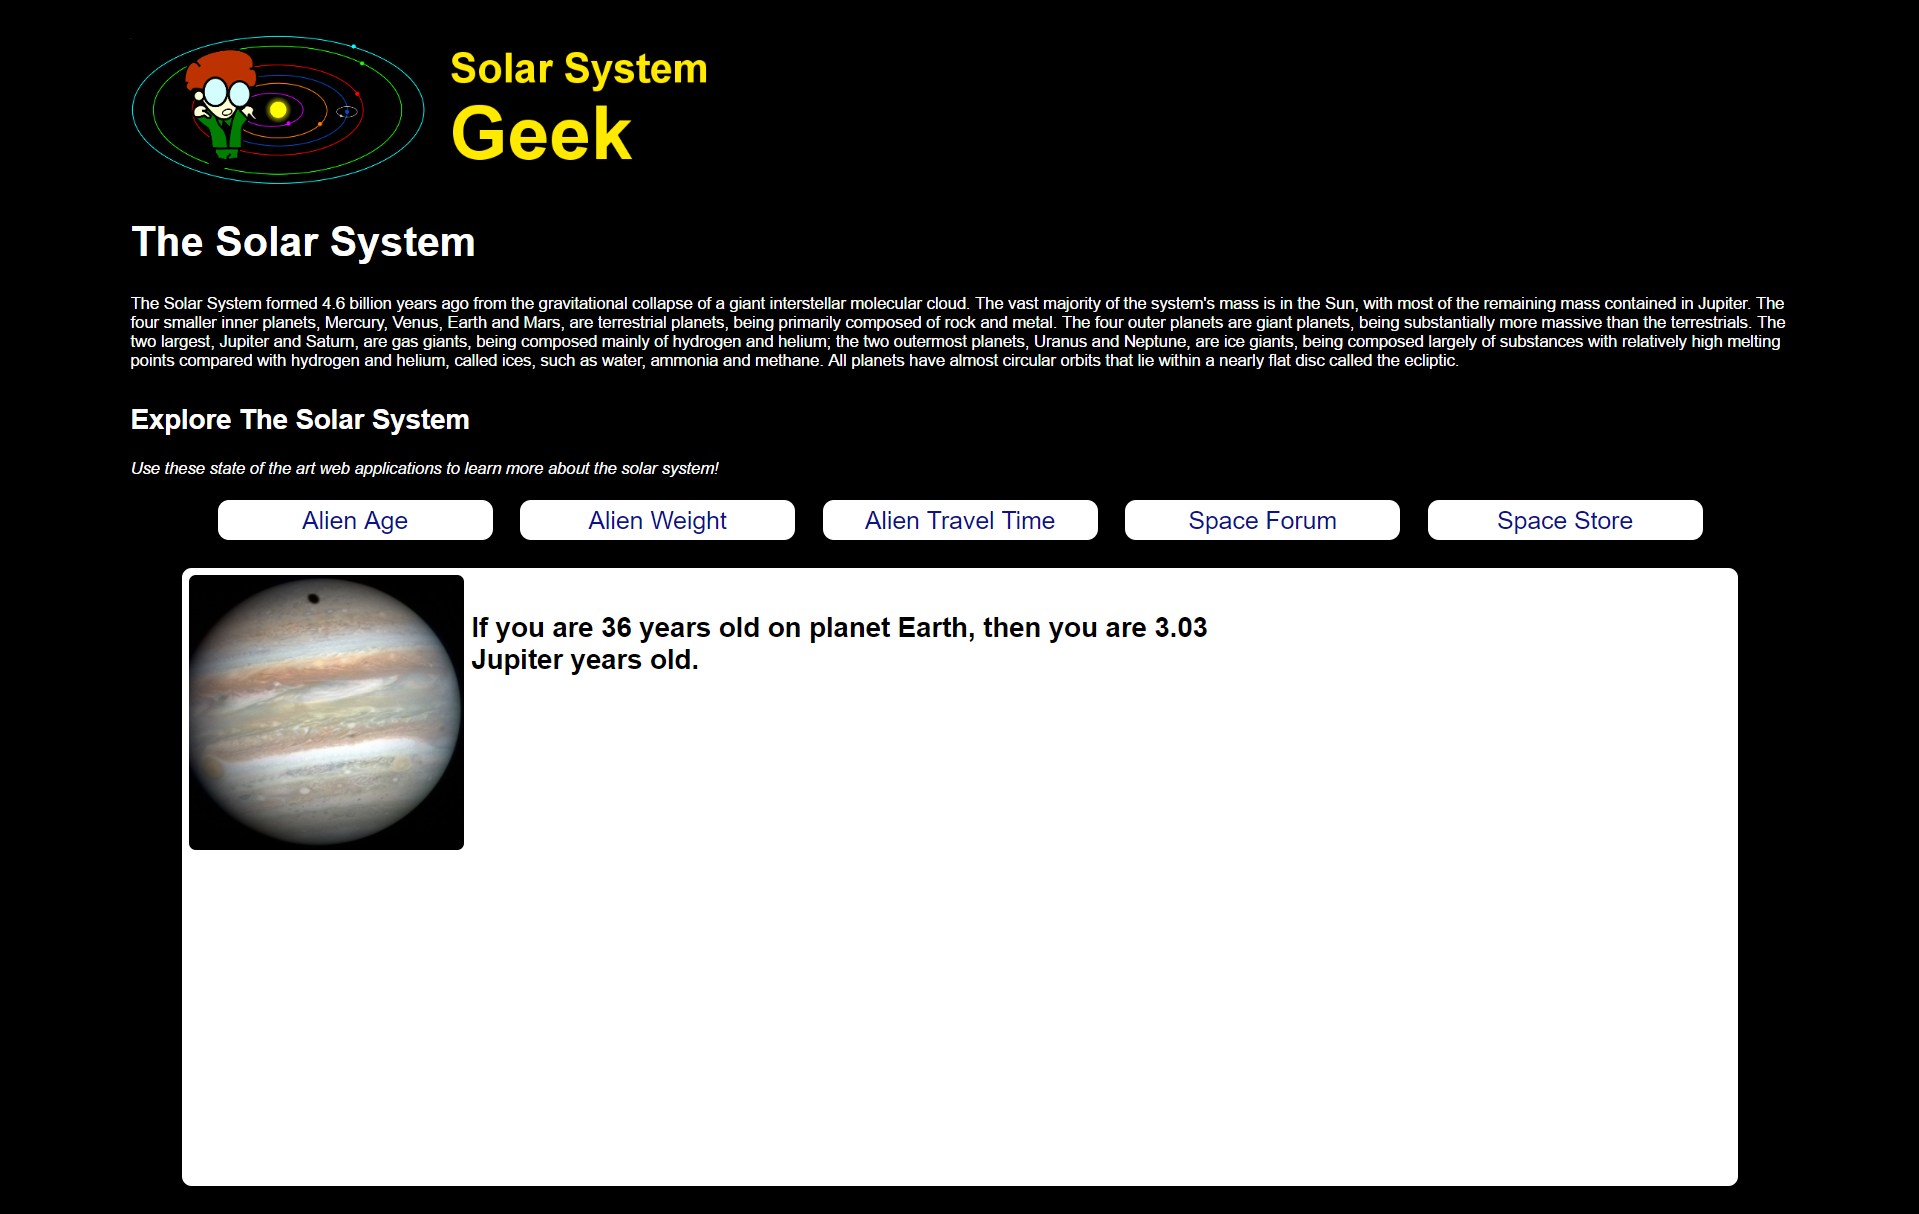 Solar System
Geek
The Solar System
The Solar System formed 4.6 billion years ago from the gravitational collapse of a giant interstellar molecular cloud. The vast majority of the system's mass is in the Sun, with most of the remaining mass contained in Jupiter. The
four smaller inner planets, Mercury, Venus, Earth and Mars, are terrestrial planets, being primarily composed of rock and metal. The four outer planets are giant planets, being substantially more massive than the terrestrials. The
two largest, Jupiter and Saturn, are gas giants, being composed mainly of hydrogen and helium; the two outermost planets, Uranus and Neptune, are ice giants, being composed largely of substances with relatively high melting
points compared with hydrogen and helium, called ices, such as water, ammonia and methane. All planets have almost circular orbits that lie within a nearly flat disc called the ecliptic.
Explore The Solar System
Use these state of the art web applications to learn more about the solar system!
Alien Age Alien Weight Alien Travel Time Space Forum Space Store
If you are 36 years old on planet Earth, then you are 3.03
Jupiter years old.